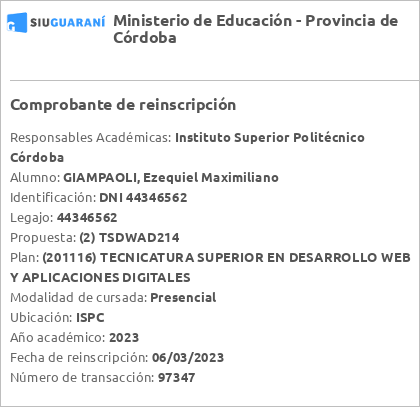 SIUGUARANÍ
Ministerio de Educación - Provincia de
Córdoba
Comprobante de reinscripción
Responsables Académicas: Instituto Superior Politécnico
Córdoba
Alumno: GIAMPAOLI, Ezequiel Maximiliano
Identificación: DNI 44346562
Legajo: 44346562
Propuesta: (2) TSDWAD214
Plan: (201116) TECNICATURA SUPERIOR EN DESARROLLO WEB
Y APLICACIONES DIGITALES
Modalidad de cursada: Presencial
Ubicación: ISPC
Año académico: 2023
Fecha de reinscripción: 06/03/2023
Número de transacción: 97347